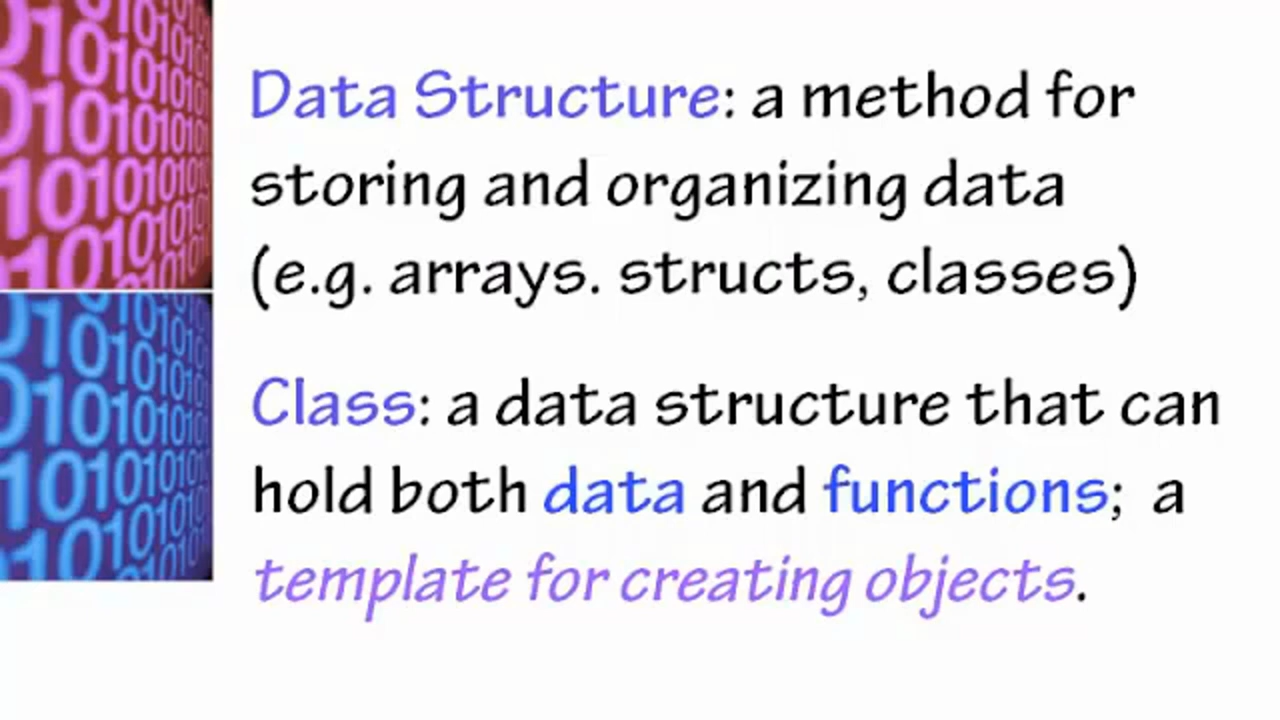 Data Structure: a method for
storing and organizing data
(e.g. arrays. structs, classes)
Class: a data structure that can
hold both data and functions; a
template for creating objects.